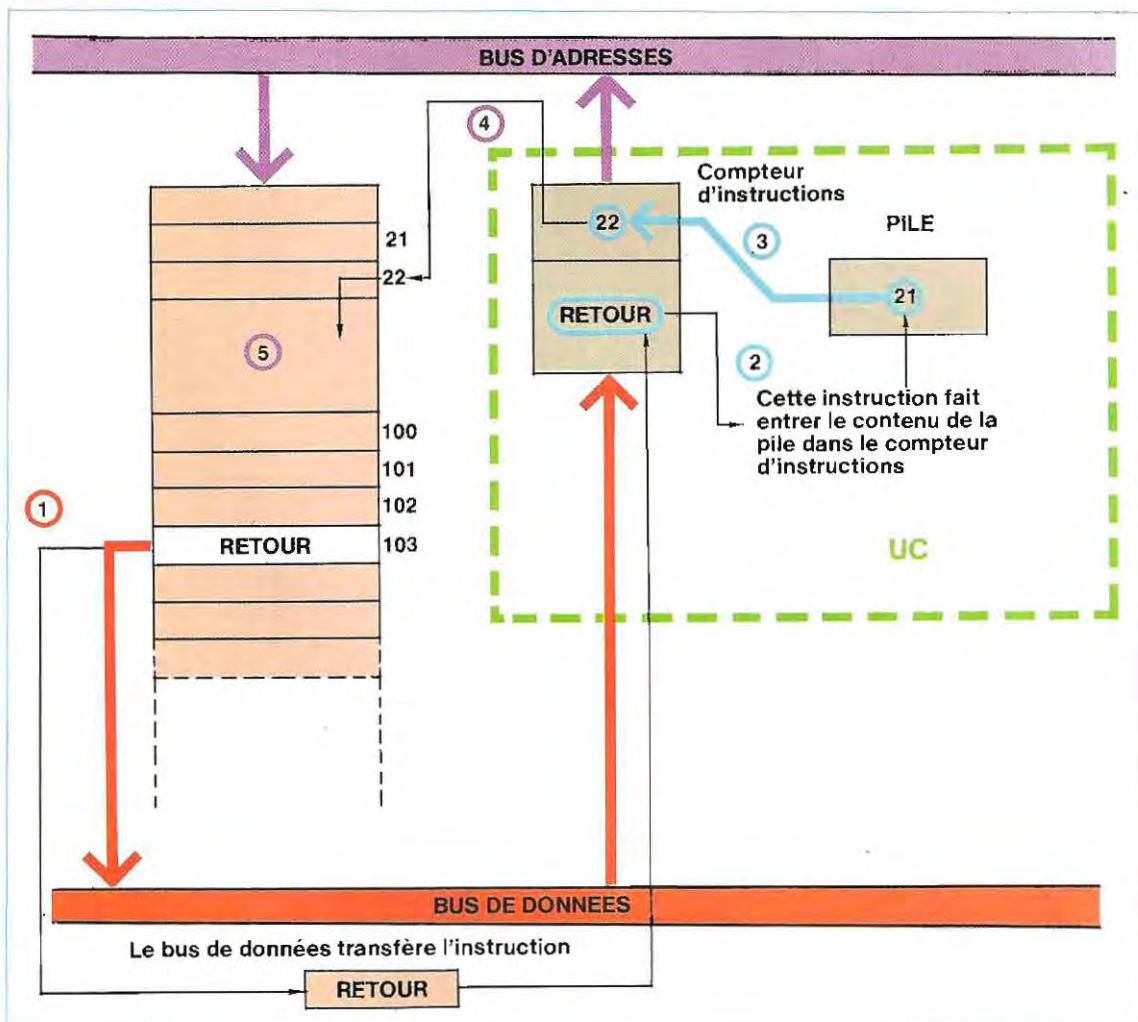 BUS D'ADRESSES
4
Compteur
d'instructions
PILE
21
22
22
3
21
RETOUR
5
2
Cette instruction fait
entrer le contenu de la
pile dans le compteur
d'instructions
100
101
102
1
RETOUR
103
UC
BUS DE DONNEES
Le bus de données transfère l'instruction
RETOUR